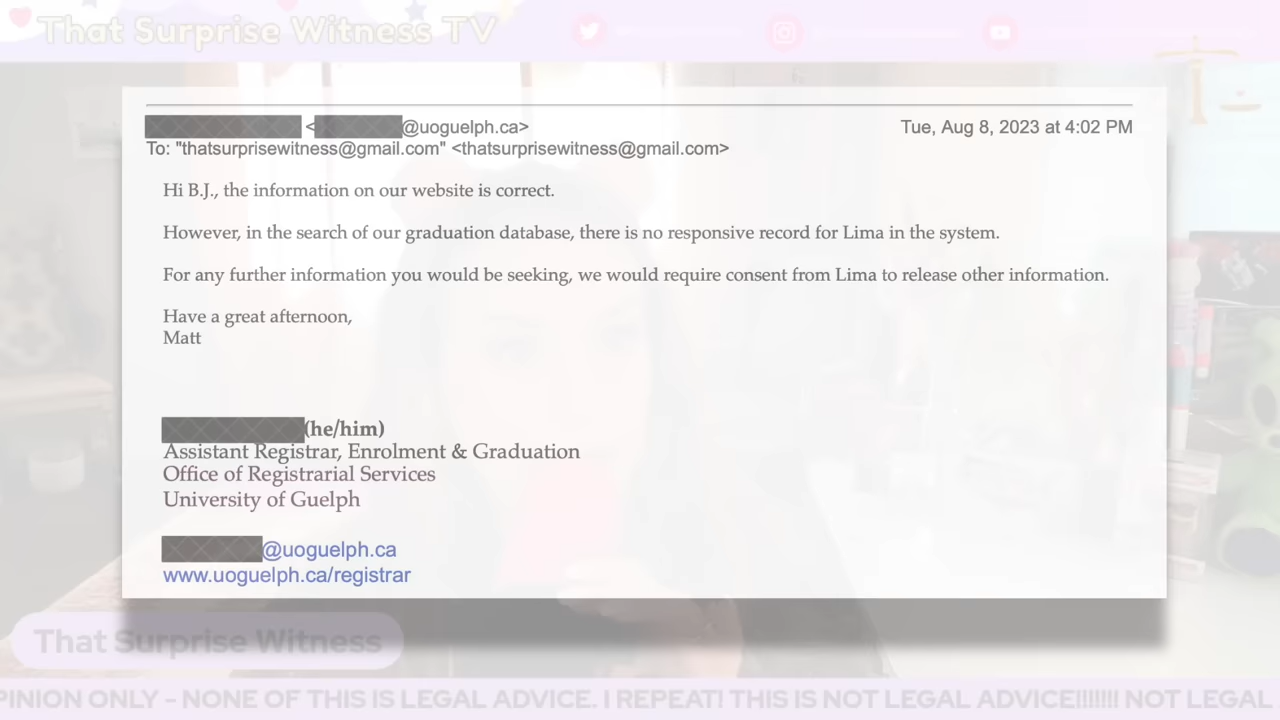 That Surprise Witness TV
<@uoguelph.ca>
Tue, Aug 8, 2023 at 4:02 PM
To: "thatsurprisewitness@gmail.com" <thatsurprisewitness@gmail.com>
Hi B.J., the information on our website is correct.
However, in the search of our graduation database, there is no responsive record for Lima in the system.
For any further information you would be seeking, we would require consent from Lima to release other information.
Have a great afternoon,
Matt
(he/him)
Assistant Registrar, Enrolment & Graduation
Office of Registrarial Services
University of Guelph
@uoguelph.ca
www.uoguelph.ca/registrar
That Surprise Witness
PINION ONLY - NONE OF THIS IS LEGAL ADVICE. I REPEAT! THIS IS NOT LEGAL ADVICE!!!!!!! NOT LEGAL